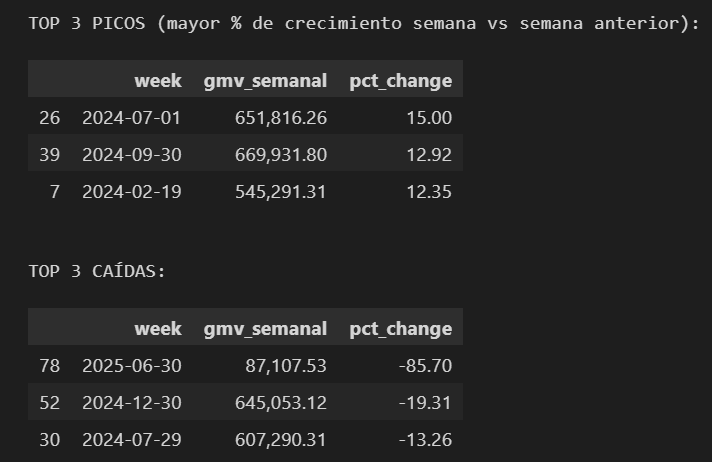 TOP 3 PICOS (mayor % de crecimiento semana vs semana anterior):
week gmv_semanal pct_change
26 2024-07-01 651,816.26 15.00
39 2024-09-30 669,931.80 12.92
7 2024-02-19 545,291.31 12.35
TOP 3 CAÍDAS:
week gmv_semanal pct_change
78 2025-06-30 87,107.53 -85.70
52 2024-12-30 645,053.12 -19.31
30 2024-07-29 607,290.31 -13.26